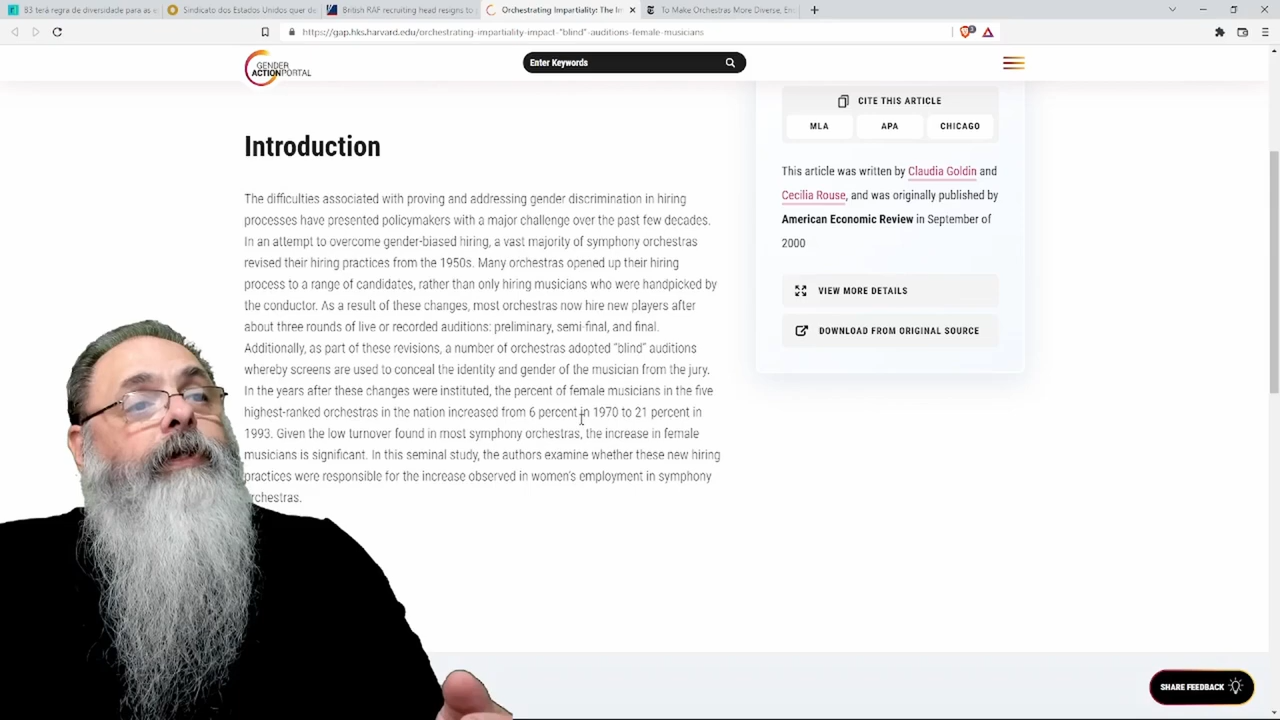 B3 terá regra de diversidade para as e
Sindicato dos Estados Unidos quer de
British RAF recruiting head resigns to
Orchestrating Impartiality: The Im
To Make Orchestras More Diverse, En
https://gap.hks.harvard.edu/orchestrating-impartiality-impact-"blind"-auditions-female-musicians
GENDER
ACTIONPORTAL
Enter Keywords
CITE THIS ARTICLE
MLA APA CHICAGO
Introduction
The difficulties associated with proving and addressing gender discrimination in hiring
processes have presented policymakers with a major challenge over the past few decades.
In an attempt to overcome gender-biased hiring, a vast majority of symphony orchestras
revised their hiring practices from the 1950s. Many orchestras opened up their hiring
process to a range of candidates, rather than only hiring musicians who were handpicked by
the conductor. As a result of these changes, most orchestras now hire new players after
about three rounds of live or recorded auditions: preliminary, semi-final, and final.
Additionally, as part of these revisions, a number of orchestras adopted “blind” auditions
whereby screens are used to conceal the identity and gender of the musician from the jury.
In the years after these changes were instituted, the percent of female musicians in the five
highest-ranked orchestras in the nation increased from 6 percent in 1970 to 21 percent in
1993. Given the low turnover found in most symphony orchestras, the increase in female
musicians is significant. In this seminal study, the authors examine whether these new hiring
practices were responsible for the increase observed in women's employment in symphony
orchestras.
This article was written by Claudia Goldin and
Cecilia Rouse, and was originally published by
American Economic Review in September of
2000
VIEW MORE DETAILS
DOWNLOAD FROM ORIGINAL SOURCE
SHARE FEEDBACK